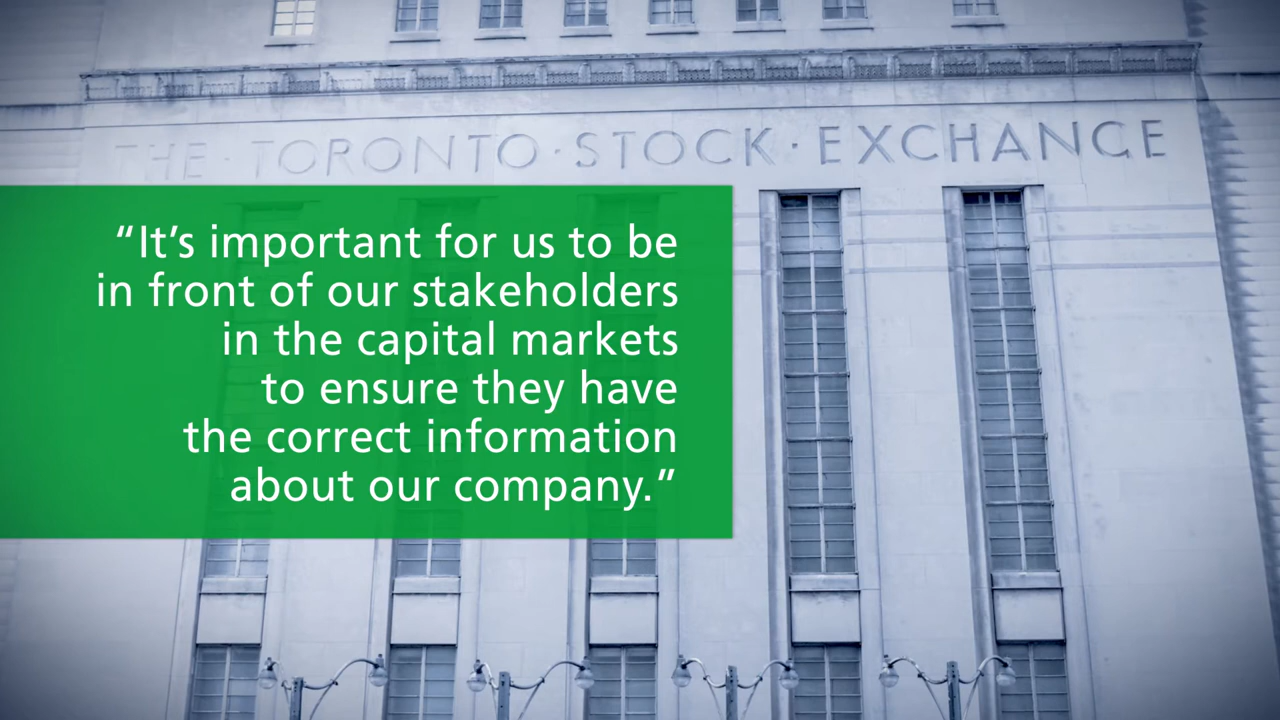 THE · TORONTO · STOCK · EXCHANGE
“It’s important for us to be
in front of our stakeholders
in the capital markets
to ensure they have
the correct information
about our company.”